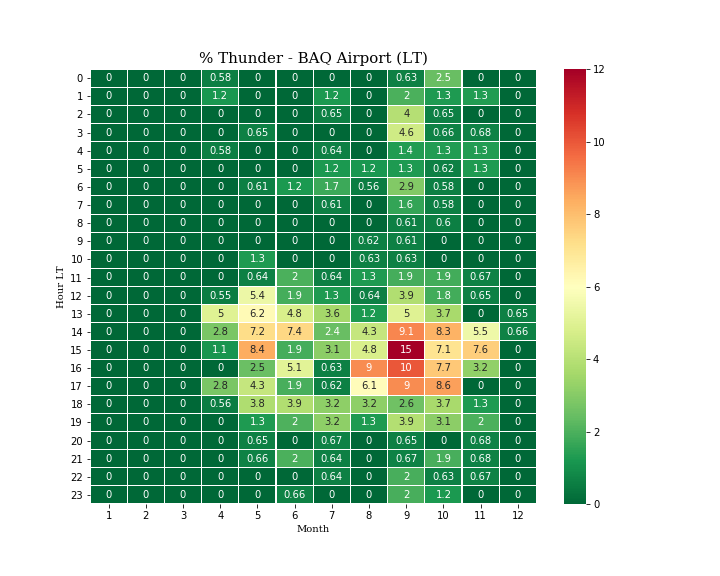 % Thunder - BAQ Airport (LT)
0 0 0 0 0.58 0 0 0 0 0.63 2.5 0 0
1 0 0 0 1.2 0 0 1.2 0 2 1.3 1.3 0
2 0 0 0 0 0 0 0.65 0 4 0.65 0 0
3 0 0 0 0 0.65 0 0 0 4.6 0.66 0.68 0
4 0 0 0 0.58 0 0 0.64 0 1.4 1.3 1.3 0
5 0 0 0 0 0 0 1.2 1.2 1.3 0.62 1.3 0
6 0 0 0 0 0.61 1.2 1.7 0.56 2.9 0.58 0 0
7 0 0 0 0 0 0 0.61 0 1.6 0.58 0 0
8 0 0 0 0 0 0 0 0 0.61 0.6 0 0
9 0 0 0 0 0 0 0 0.62 0.61 0 0 0
10 0 0 0 0 1.3 0 0 0.63 0.63 0 0 0
11 0 0 0 0 0.64 2 0.64 1.3 1.9 1.9 0.67 0
12 0 0 0 0.55 5.4 1.9 1.3 0.64 3.9 1.8 0.65 0
13 0 0 0 5 6.2 4.8 3.6 1.2 5 3.7 0 0.65
14 0 0 0 2.8 7.2 7.4 2.4 4.3 9.1 8.3 5.5 0.66
15 0 0 0 1.1 8.4 1.9 3.1 4.8 15 7.1 7.6 0
16 0 0 0 0 2.5 5.1 0.63 9 10 7.7 3.2 0
17 0 0 0 2.8 4.3 1.9 0.62 6.1 9 8.6 0 0
18 0 0 0 0.56 3.8 3.9 3.2 3.2 2.6 3.7 1.3 0
19 0 0 0 0 1.3 2 3.2 1.3 3.9 3.1 2 0
20 0 0 0 0 0.65 0 0.67 0 0.65 0 0.68 0
21 0 0 0 0 0.66 2 0.64 0 0.67 1.9 0.68 0
22 0 0 0 0 0 0 0.64 0 2 0.63 0.67 0
23 0 0 0 0 0 0.66 0 0 2 1.2 0 0
1 2 3 4 5 6 7 8 9 10 11 12
Month
Hour LT
12
10
8
6
4
2
0